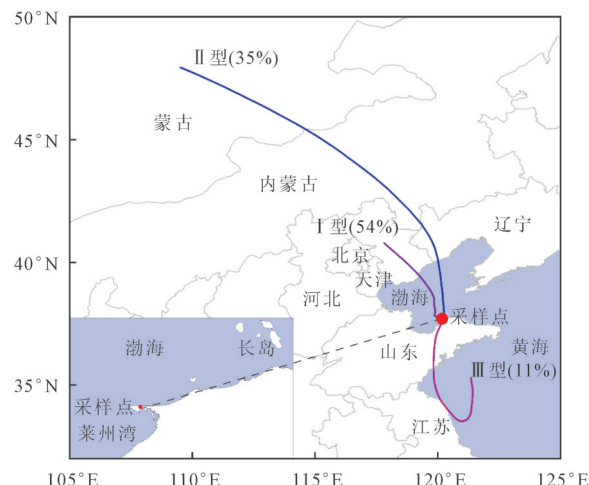 50°N
Ⅱ型(35%)
蒙古
45°N
内蒙古
辽宁
Ⅰ型(54%)
40°N
北京
天津
河北
渤海
采样点
渤海
长岛
山东
黄海
35°N
Ⅲ型(11%)
采样点
江苏
莱州湾
105°E
110°E
115°E
120°E
125°E